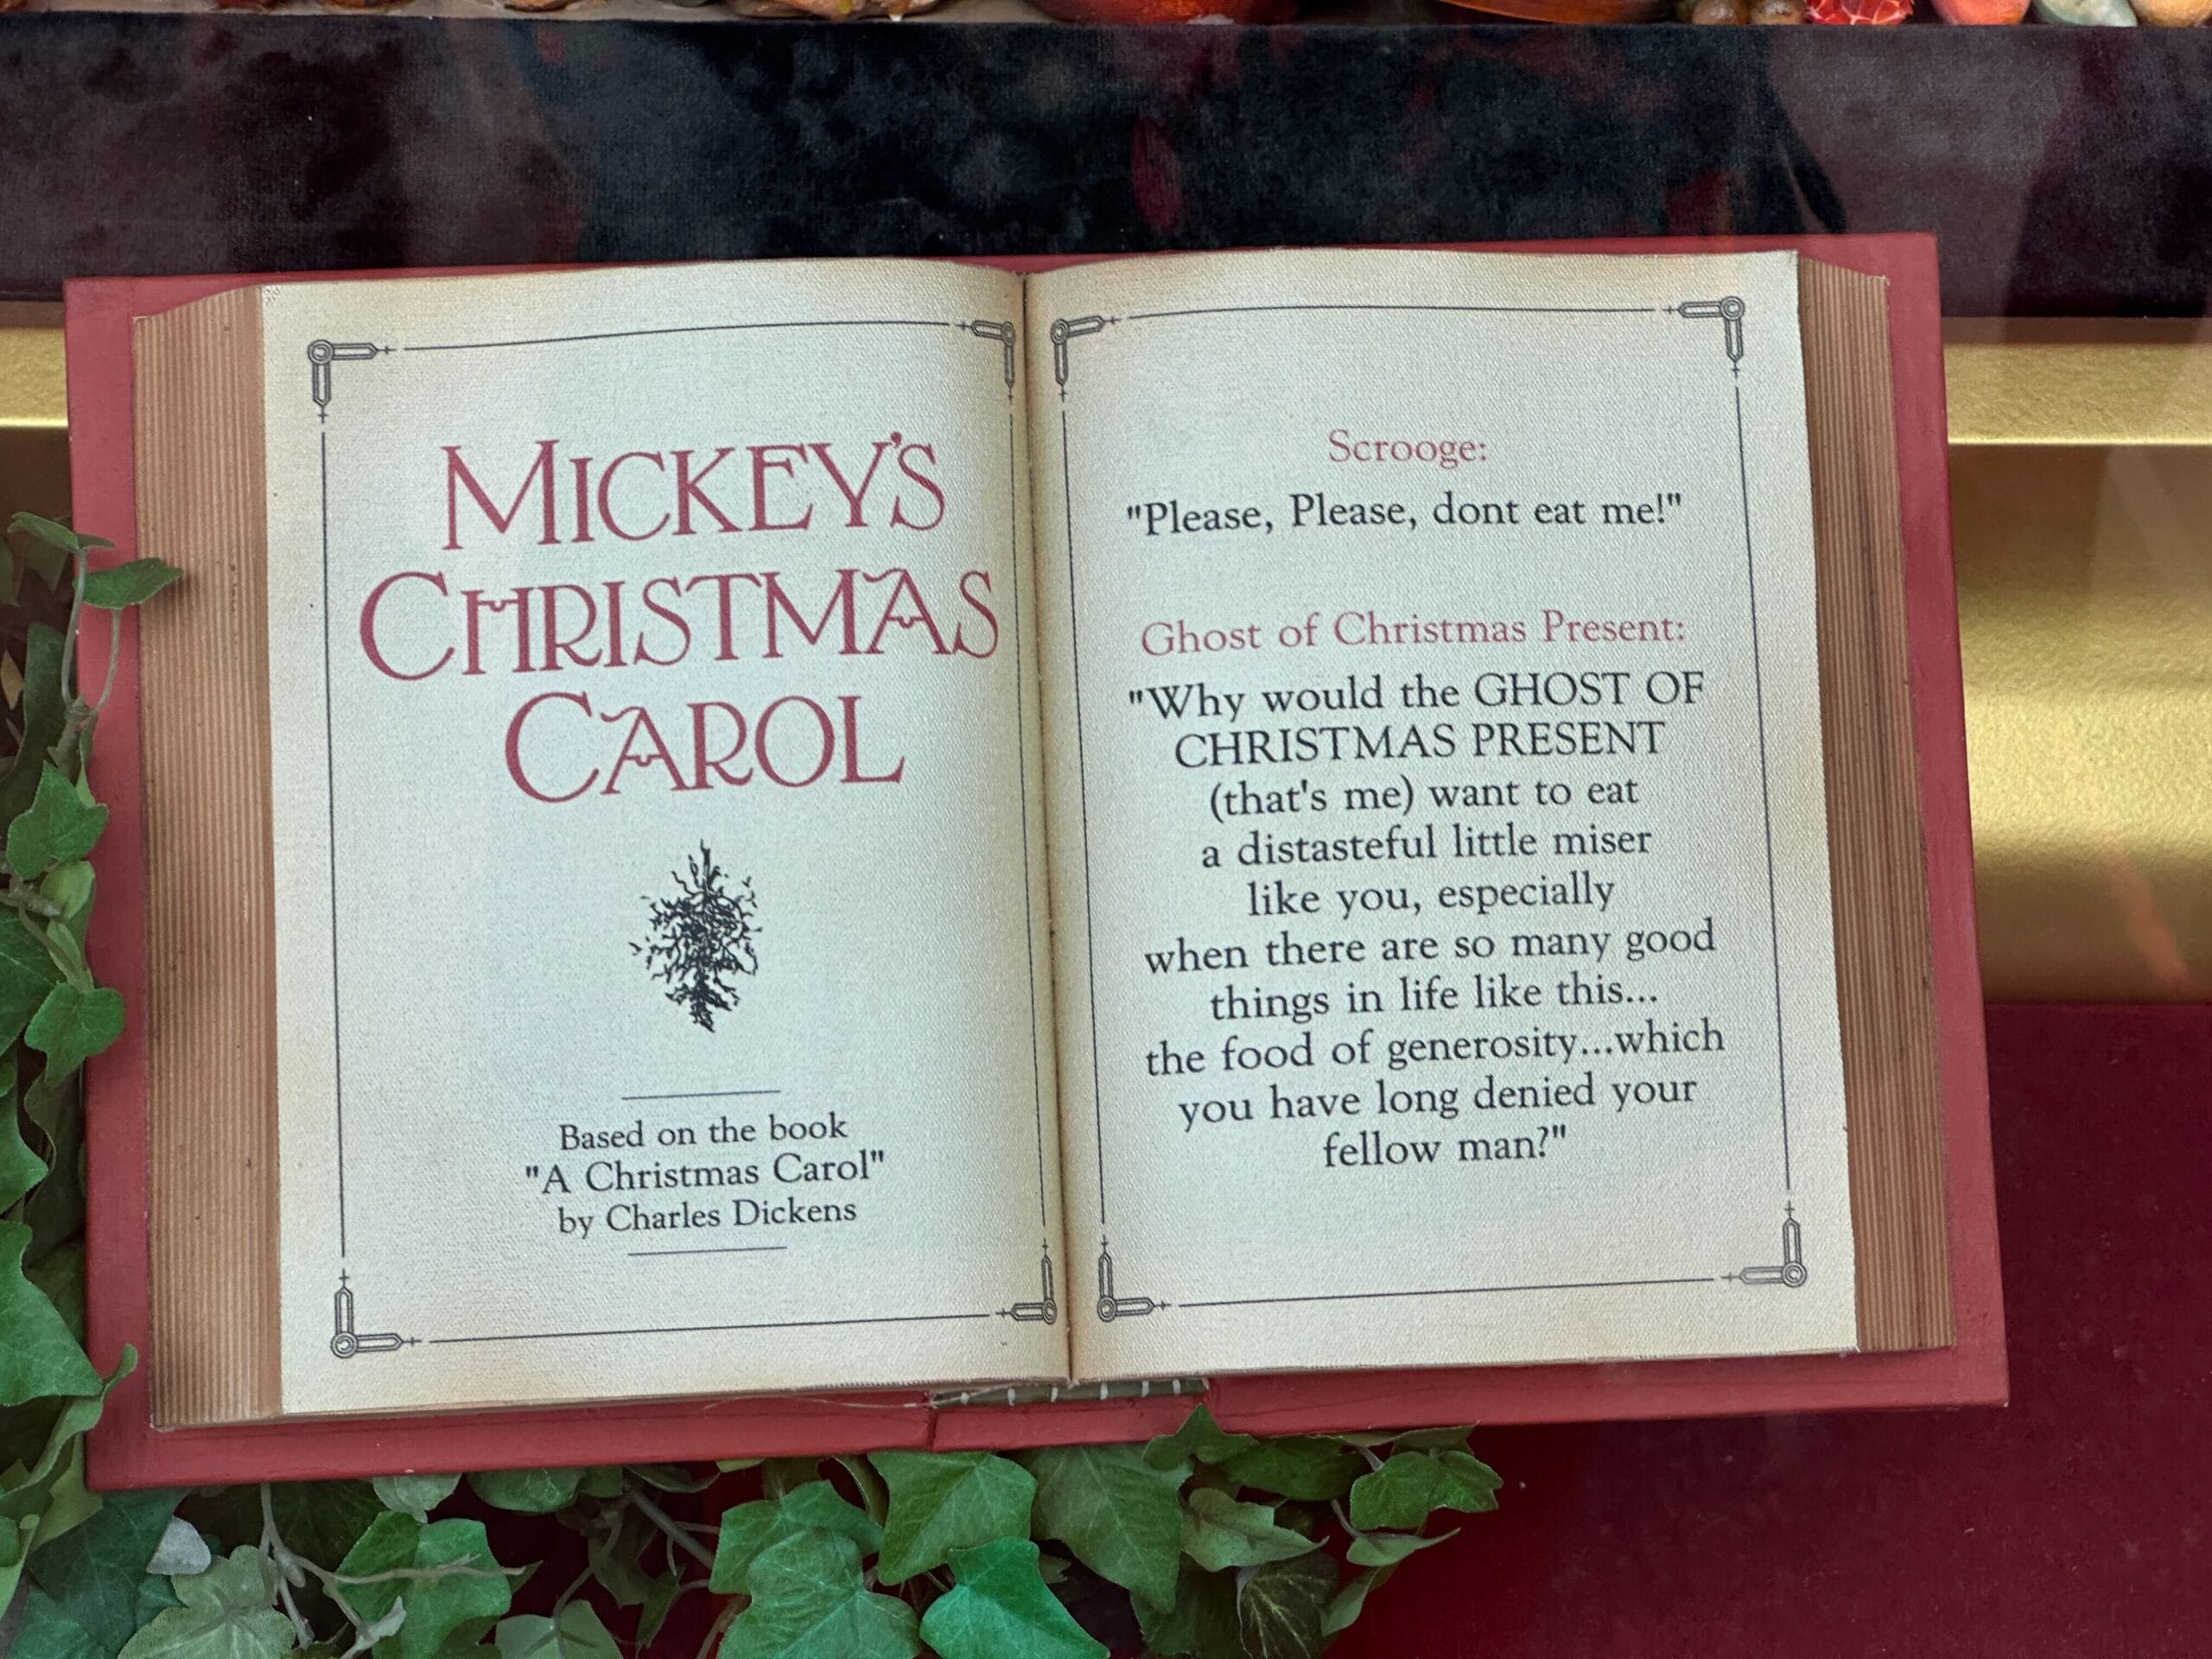 MICKEY'S
CHRISTMAS
CAROL
Based on the book
"A Christmas Carol"
by Charles Dickens
Scrooge:
"Please, Please, dont eat me!"
Ghost of Christmas Present:
"Why would the GHOST OF
CHRISTMAS PRESENT
(that's me) want to eat
a distasteful little miser
like you, especially
when there are so many good
things in life like this...
the food of generosity...which
you have long denied your
fellow man?"